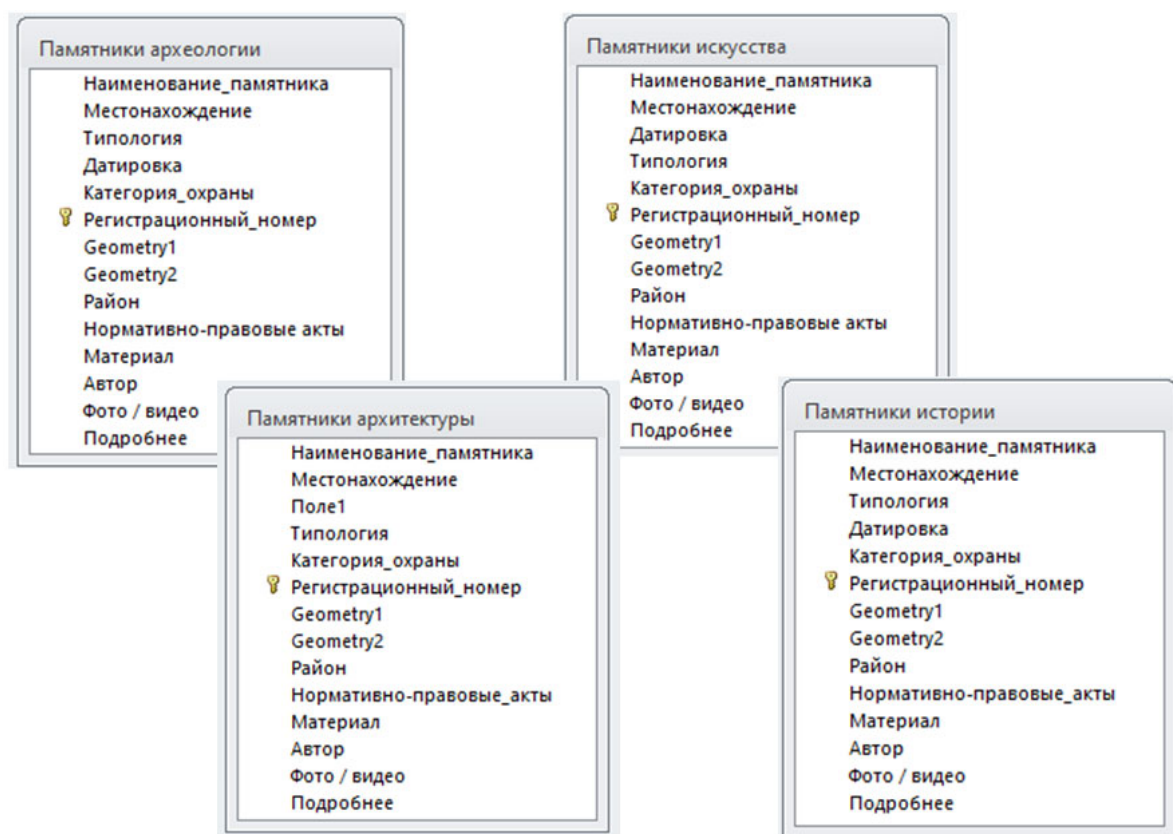 Памятники археологии
Наименование_памятника
Местонахождение
Типология
Датировка
Категория_охраны
Регистрационный_номер
Geometry1
Geometry2
Район
Нормативно-правовые акты
Материал
Автор
Фото / видео
Подробнее
Памятники искусства
Наименование_памятника
Местонахождение
Датировка
Типология
Категория_охраны
Регистрационный_номер
Geometry1
Geometry2
Район
Нормативно-правовые акты
Материал
Автор
Фото / видео
Подробнее
Памятники архитектуры
Наименование_памятника
Местонахождение
Поле1
Типология
Категория_охраны
Регистрационный_номер
Geometry1
Geometry2
Район
Нормативно-правовые_акты
Материал
Автор
Фото / видео
Подробнее
Памятники истории
Наименование_памятника
Местонахождение
Типология
Датировка
Категория_охраны
Регистрационный_номер
Geometry1
Geometry2
Район
Нормативно-правовые_акты
Материал
Автор
Фото / видео
Подробнее